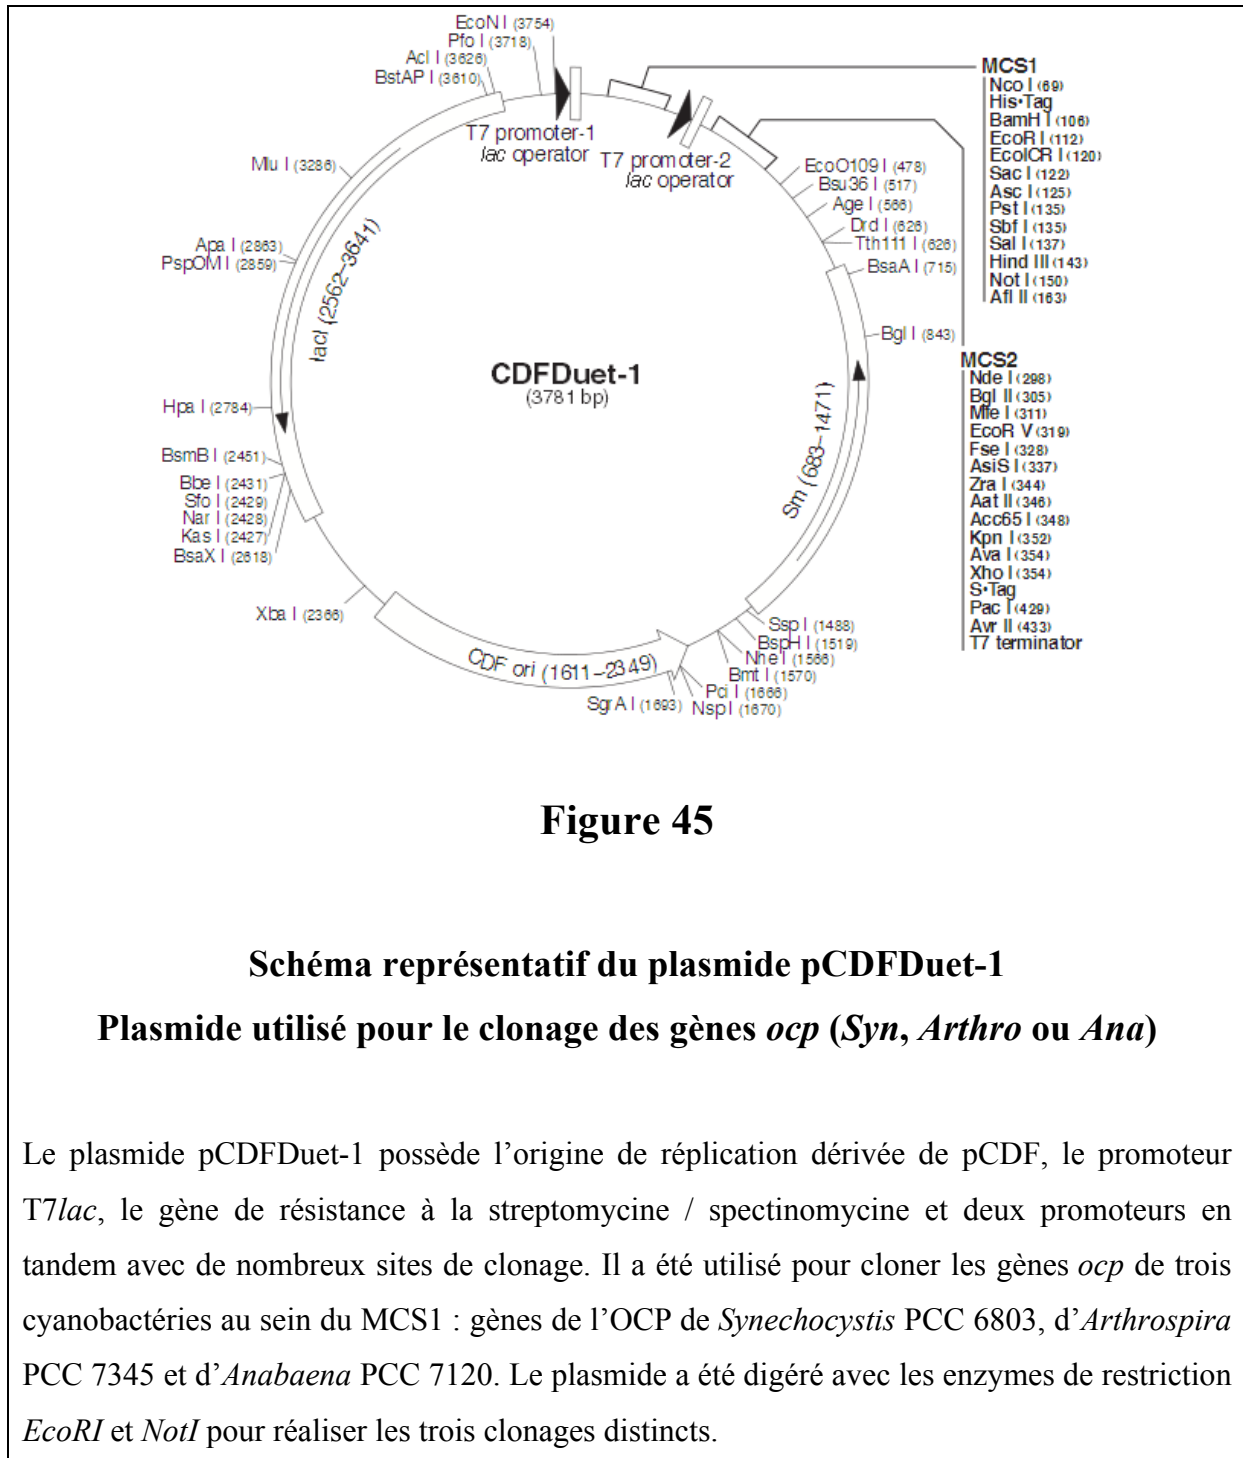 EcoN I (3754)
Pfo I (3718)
Acl I (3626)
BstAP I (3610)
T7 promoter-1
lac operator
T7 promoter-2
lac operator
Mlu I (3286)
Apa I (2863)
PspOM I (2859)
lacI (2562–3641)
Hpa I (2784)
BsmB I (2451)
Bbe I (2431)
Sfo I (2429)
Nar I (2428)
Kas I (2427)
BsaX I (2618)
Xba I (2366)
CDFDuet-1
(3781 bp)
EcoO109 I (478)
Bsu36 I (517)
Age I (566)
Drd I (626)
Tth111 I (626)
BsaA I (715)
Bgl I (843)
Sm (683–1471)
Ssp I (1488)
BspH I (1519)
Nhe I (1566)
Bmt I (1570)
Pci I (1666)
Nsp I (1670)
SgrA I (1693)
CDF ori (1611–2349)
MCS1
Nco I (69)
His•Tag
BamH I (106)
EcoR I (112)
EcoICR I (120)
Sac I (122)
Asc I (125)
Pst I (135)
Sbf I (135)
Sal I (137)
Hind III (143)
Not I (150)
Afl II (163)
MCS2
Nde I (298)
Bgl II (305)
Mfe I (311)
EcoR V (319)
Fse I (328)
AsiS I (337)
Zra I (344)
Aat II (346)
Acc65 I (348)
Kpn I (352)
Ava I (354)
Xho I (354)
S•Tag
Pac I (429)
Avr II (433)
T7 terminator
Figure 45
Schéma représentatif du plasmide pCDFDuet-1
Plasmide utilisé pour le clonage des gènes ocp (Syn, Arthro ou Ana)
Le plasmide pCDFDuet-1 possède l’origine de réplication dérivée de pCDF, le promoteur
T7lac, le gène de résistance à la streptomycine / spectinomycine et deux promoteurs en
tandem avec de nombreux sites de clonage. Il a été utilisé pour cloner les gènes ocp de trois
cyanobactéries au sein du MCS1 : gènes de l’OCP de Synechocystis PCC 6803, d’Arthrospira
PCC 7345 et d’Anabaena PCC 7120. Le plasmide a été digéré avec les enzymes de restriction
EcoRI et NotI pour réaliser les trois clonages distincts.